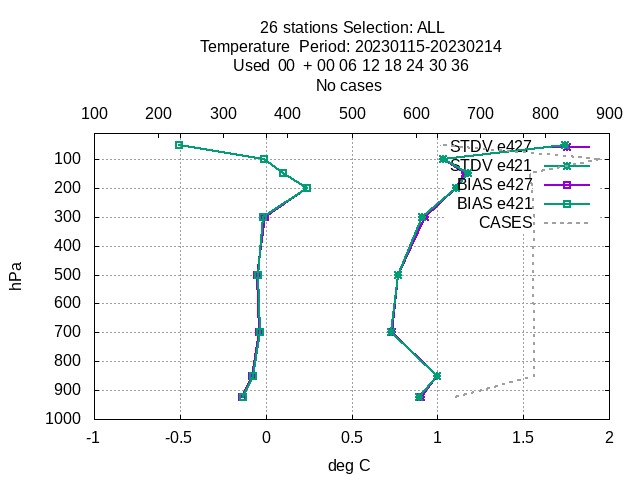 26 stations Selection: ALL
Temperature  Period: 20230115-20230214
Used  00  + 00 06 12 18 24 30 36
No cases
100 200 300 400 500 600 700 800 900
STDV e427
100
STDV e421
200
BIAS e427
BIAS e421
300
CASES
400
500
hPa
600
700
800
900
1000
-1 -0.5 0 0.5 1 1.5 2
deg C